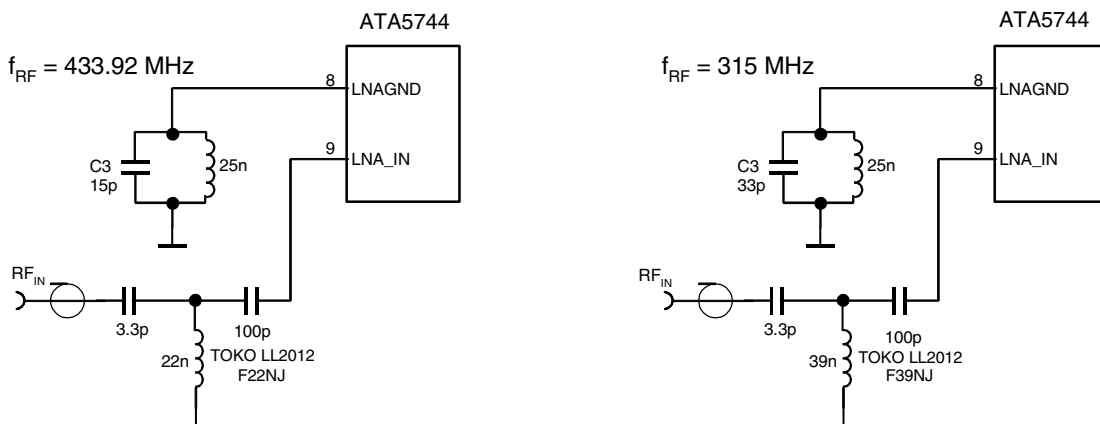 ATA5744
f_RF = 433.92 MHz
8
LNAGND
C3
15p
25n
9
LNA_IN
RF_IN
3.3p
100p
22n
TOKO LL2012
F22NJ
ATA5744
f_RF = 315 MHz
8
LNAGND
C3
33p
25n
9
LNA_IN
RF_IN
3.3p
100p
39n
TOKO LL2012
F39NJ